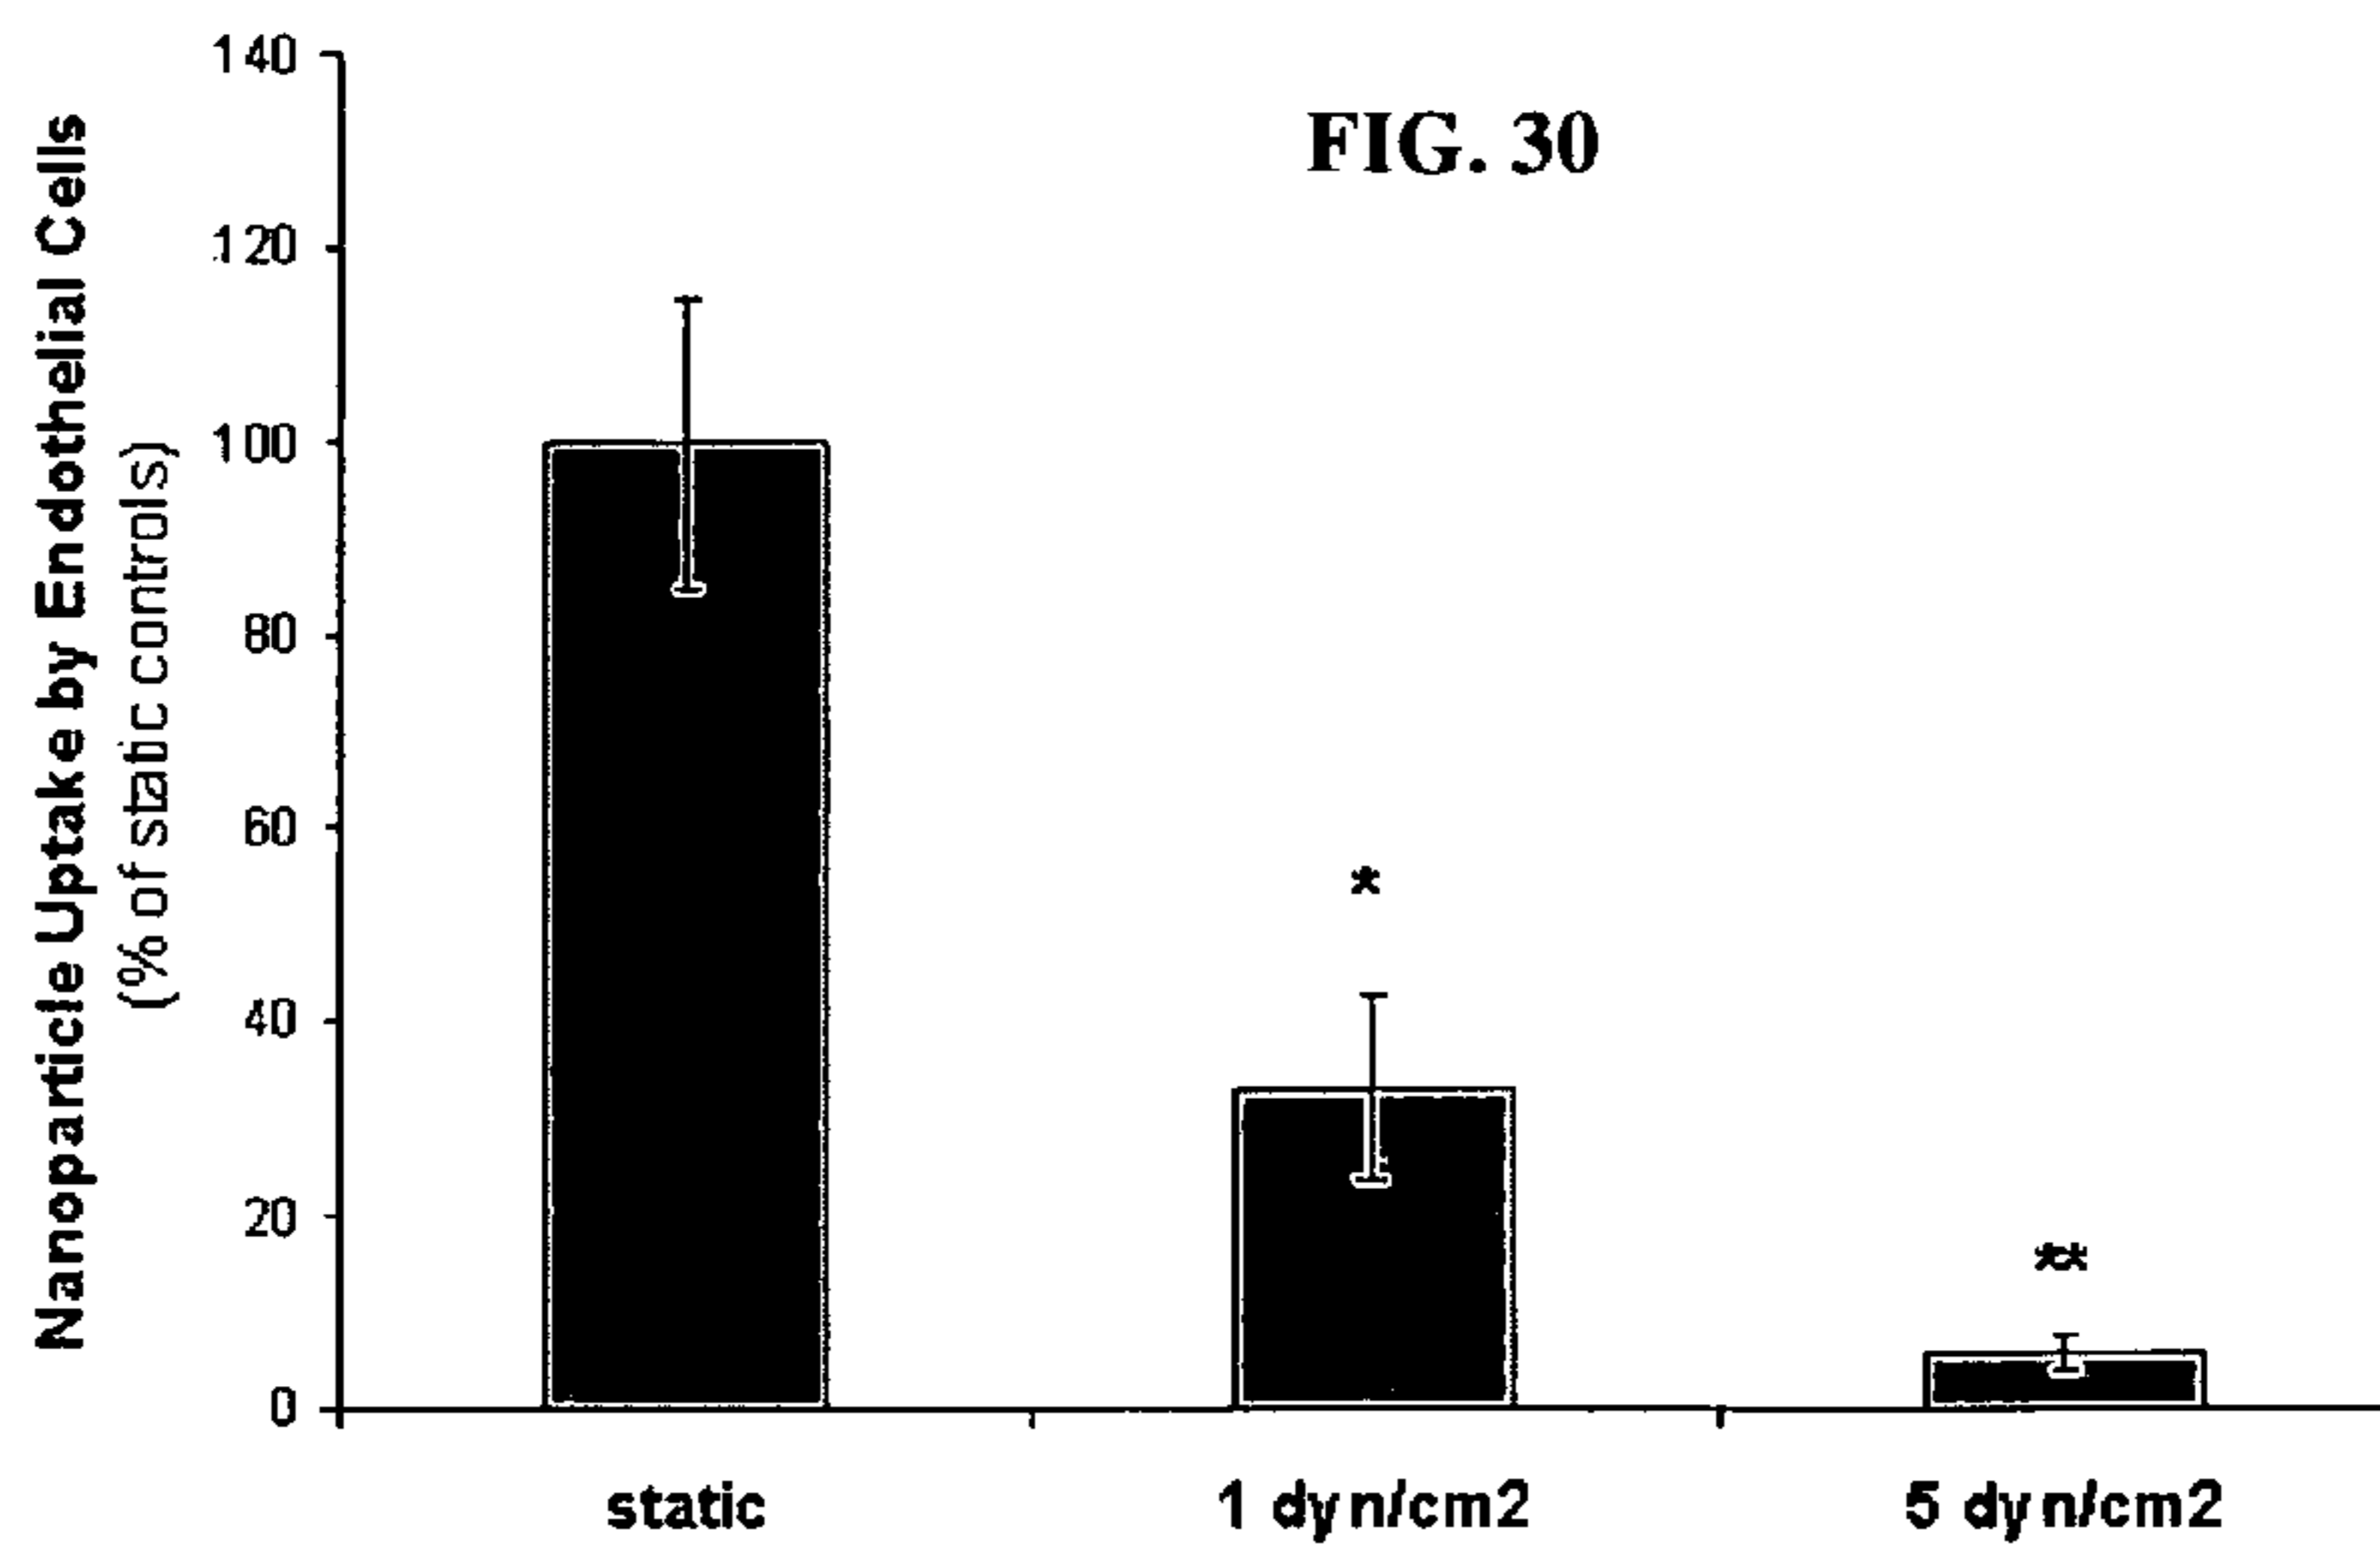 FIG. 30
Nanoparticle Uptake by Endothelial Cells
(% of static controls)
140
120
100
80
60
40
20
0
*
**
static
1 dyn/cm2
5 dyn/cm2